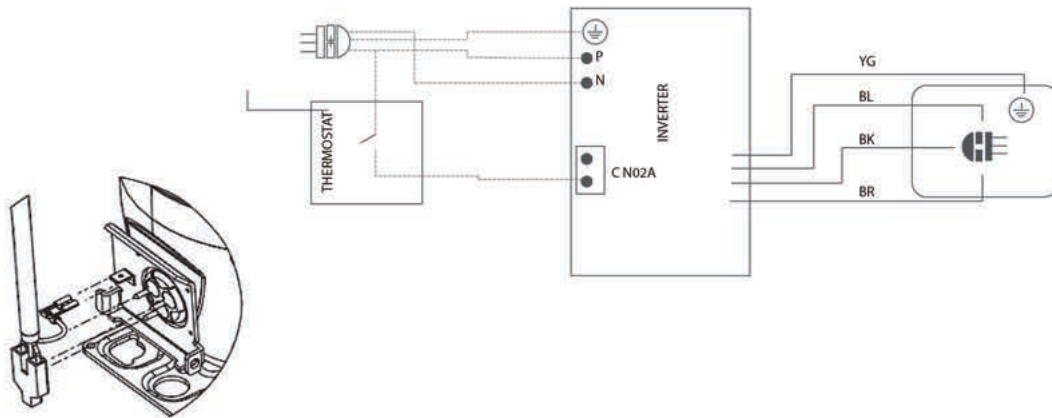 P
N
THERMOSTAT
INVERTER
C N02A
YG
BL
BK
BR